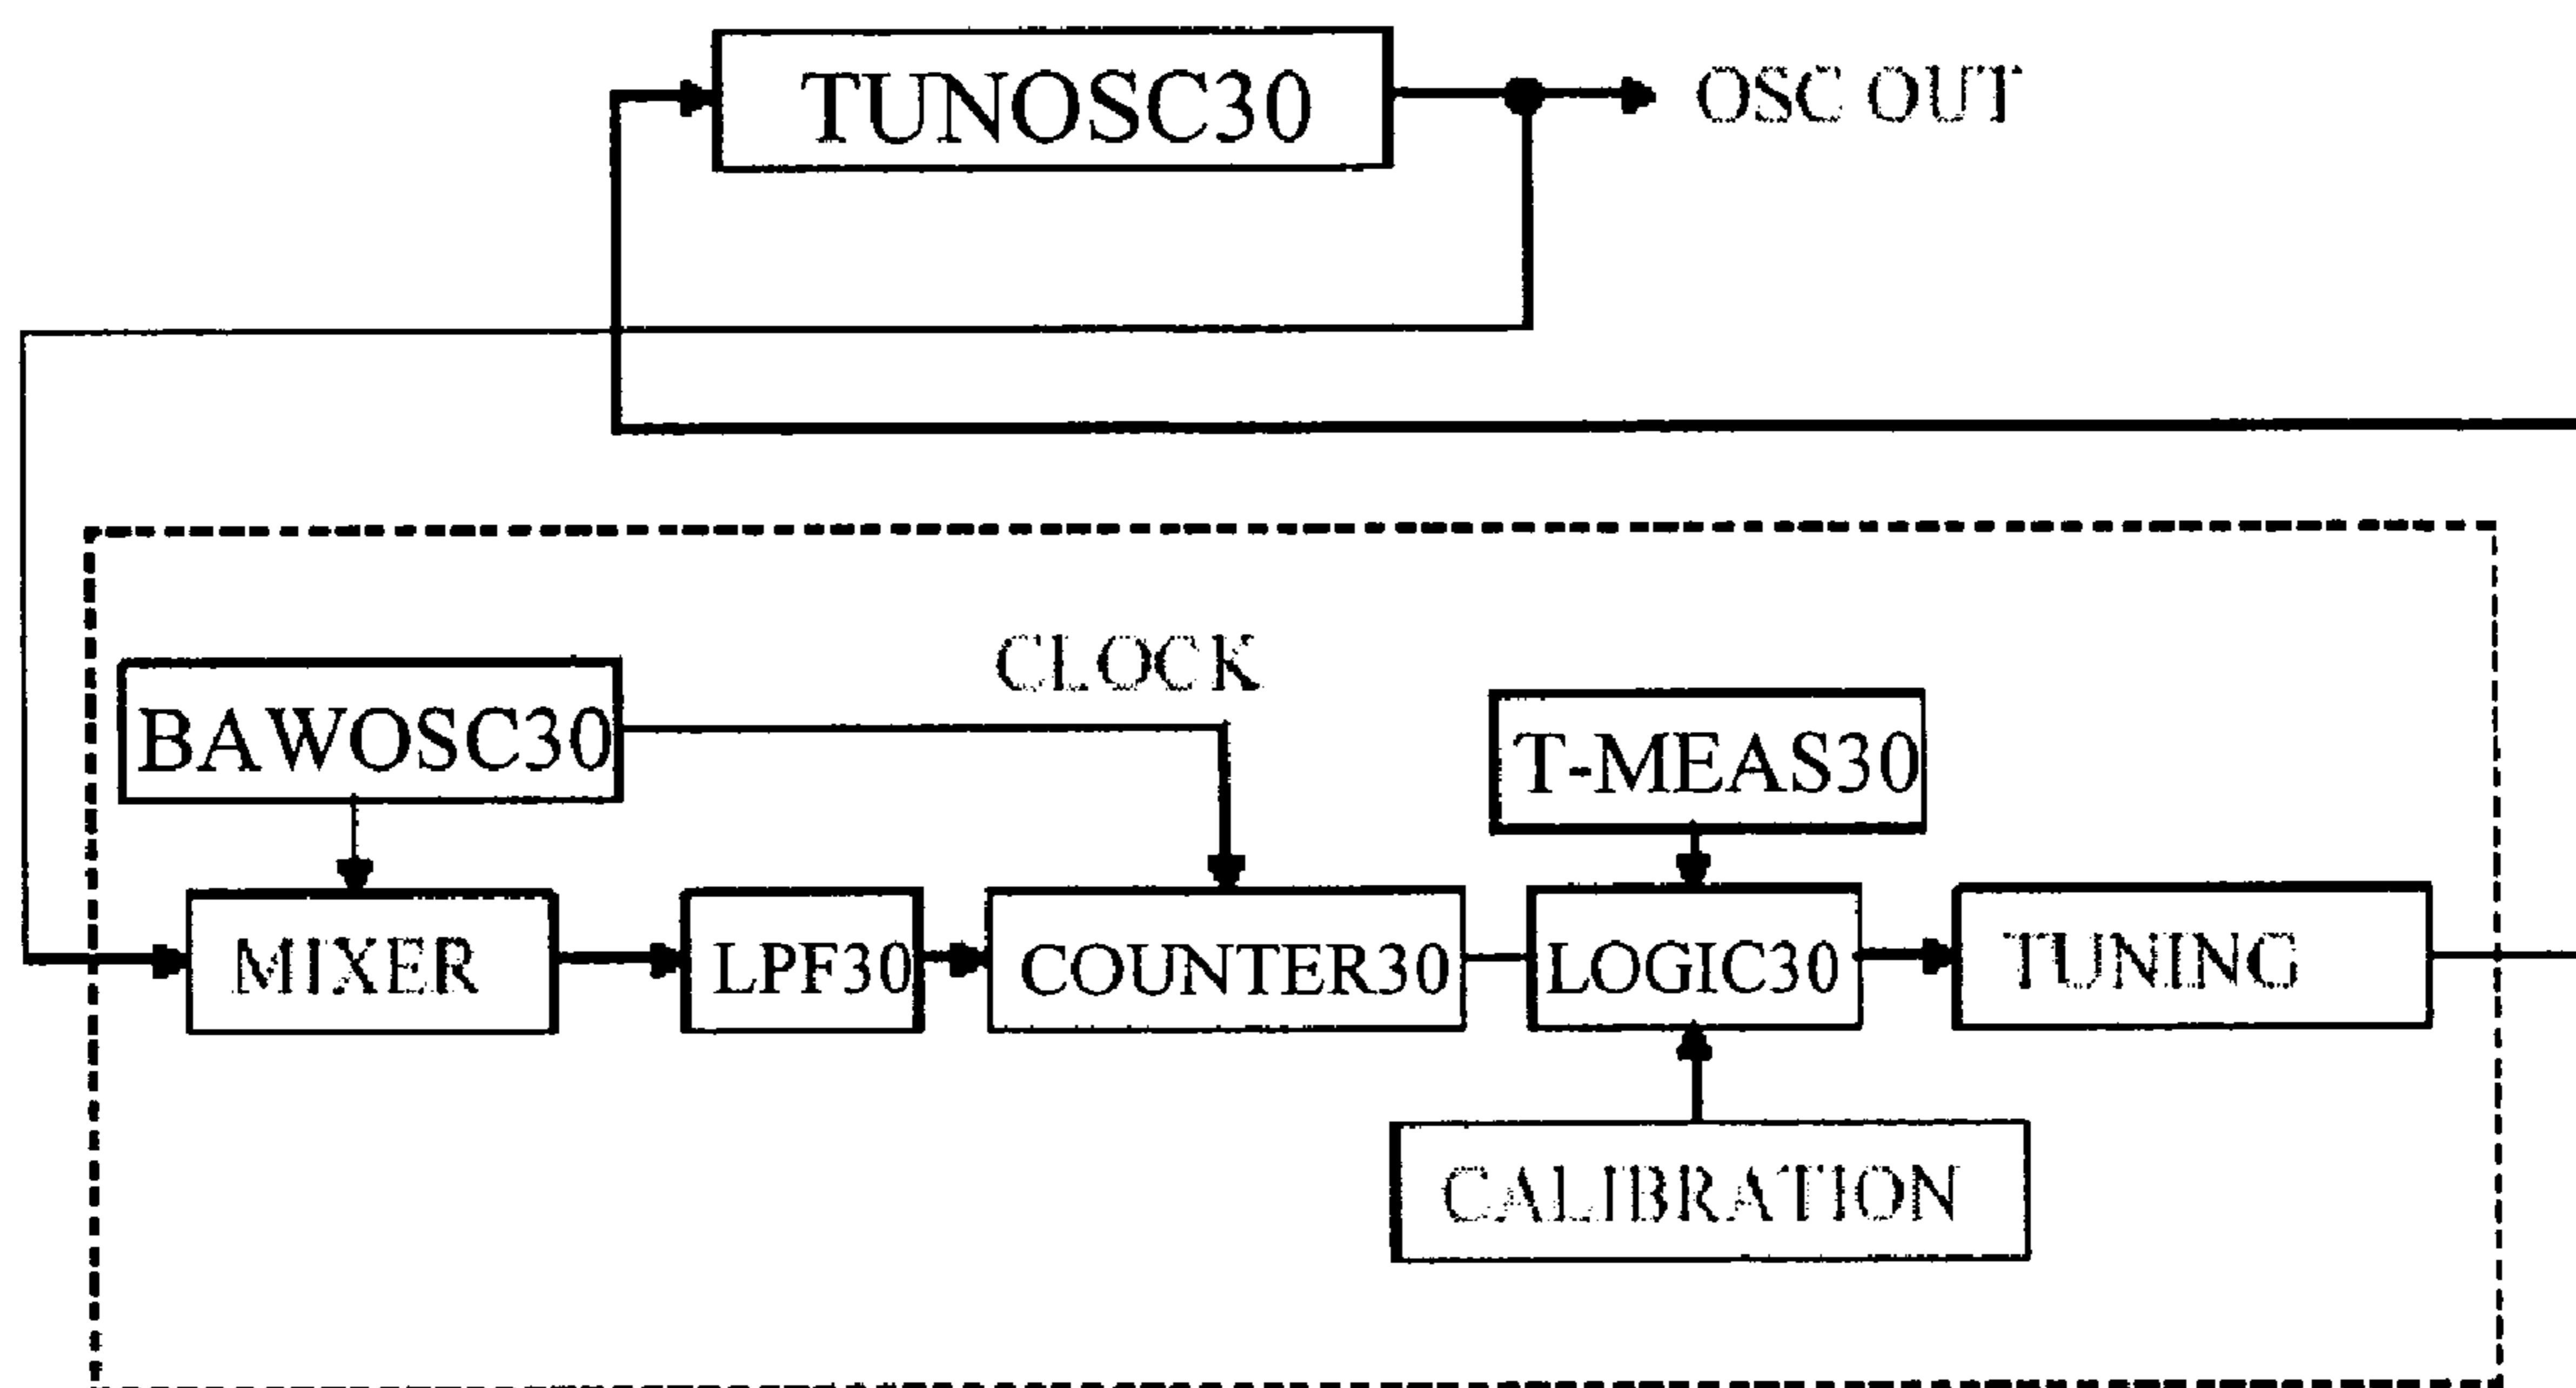 TUNOSC30
OSC OUT
CLOCK
BAWOSC30
T-MEAS30
MIXER
LPF30
COUNTER30
LOGIC30
TUNING
CALIBRATION